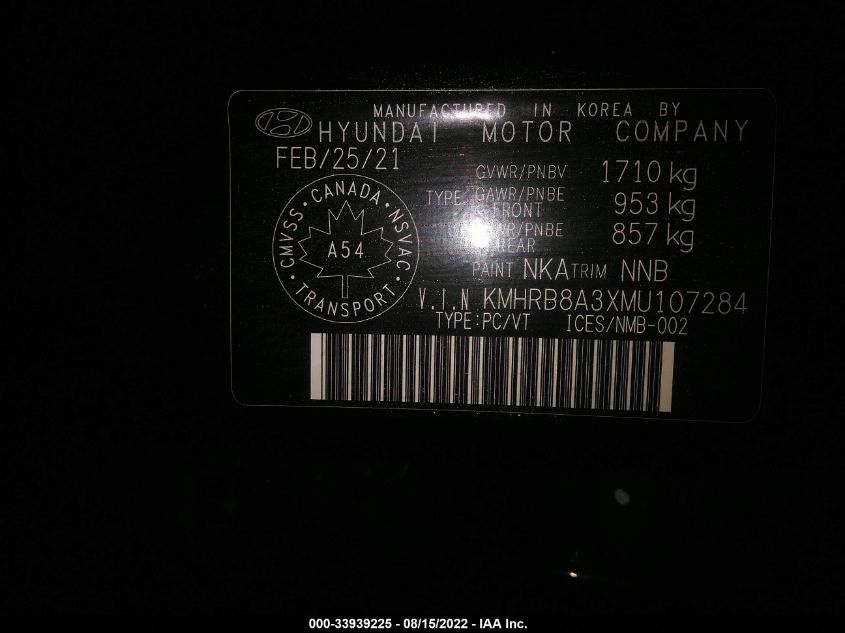 MANUFACTURED IN KOREA BY
HYUNDAI MOTOR COMPANY
FEB/25/21
GVWR/PNBV 1710 kg
TYPE GAWR/PNBE FRONT 953 kg
GAWR/PNBE REAR 857 kg
CMVSS • CANADA • NSVAC • TRANSPORT •
A54
PAINT NKA TRIM NNB
V.I.N KMHRB8A3XMU107284
TYPE:PC/VT ICES/NMB-002
000-33939225 - 08/15/2022 - IAA Inc.